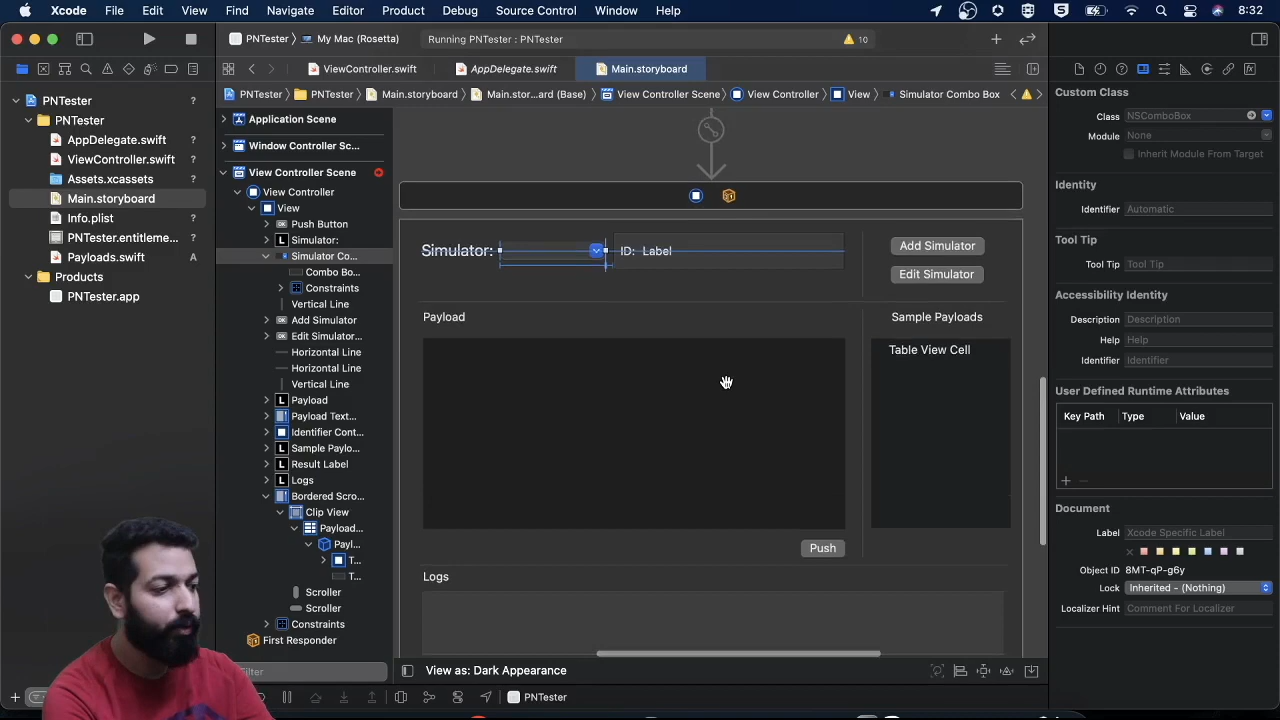 Xcode File Edit View Find Navigate Editor Product Debug Source Control Window Help 8:32
PNTester My Mac (Rosetta) Running PNTester : PNTester 10
ViewController.swift AppDelegate.swift Main.storyboard
PNTester PNTester Main.storyboard Main.stor...ard (Base) View Controller Scene View Controller View Simulator Combo Box
PNTester
PNTester
AppDelegate.swift ?
ViewController.swift ?
Assets.xcassets ?
Main.storyboard ?
Info.plist ?
PNTester.entitleme... ?
Payloads.swift A
Products
PNTester.app
Application Scene
Window Controller Sc...
View Controller Scene
View Controller
View
Push Button
Simulator:
Simulator Co...
Combo Bo...
Constraints
Vertical Line
Add Simulator
Edit Simulator...
Horizontal Line
Horizontal Line
Vertical Line
Payload
Payload Text...
Identifier Cont...
Sample Paylo...
Result Label
Logs
Bordered Scro...
Clip View
Payload...
Payl...
T...
T...
Scroller
Scroller
Constraints
First Responder
Filter
Simulator: ID: Label
Add Simulator
Edit Simulator
Payload Sample Payloads
Table View Cell
Push
Logs
View as: Dark Appearance
PNTester
Custom Class
Class NSComboBox
Module None
Inherit Module From Target
Identity
Identifier Automatic
Tool Tip
Tool Tip Tool Tip
Accessibility Identity
Description Description
Help Help
Identifier Identifier
User Defined Runtime Attributes
Key Path Type Value
Document
Label Xcode Specific Label
Object ID 8MT-qP-g6y
Lock Inherited - (Nothing)
Localizer Hint Comment For Localizer